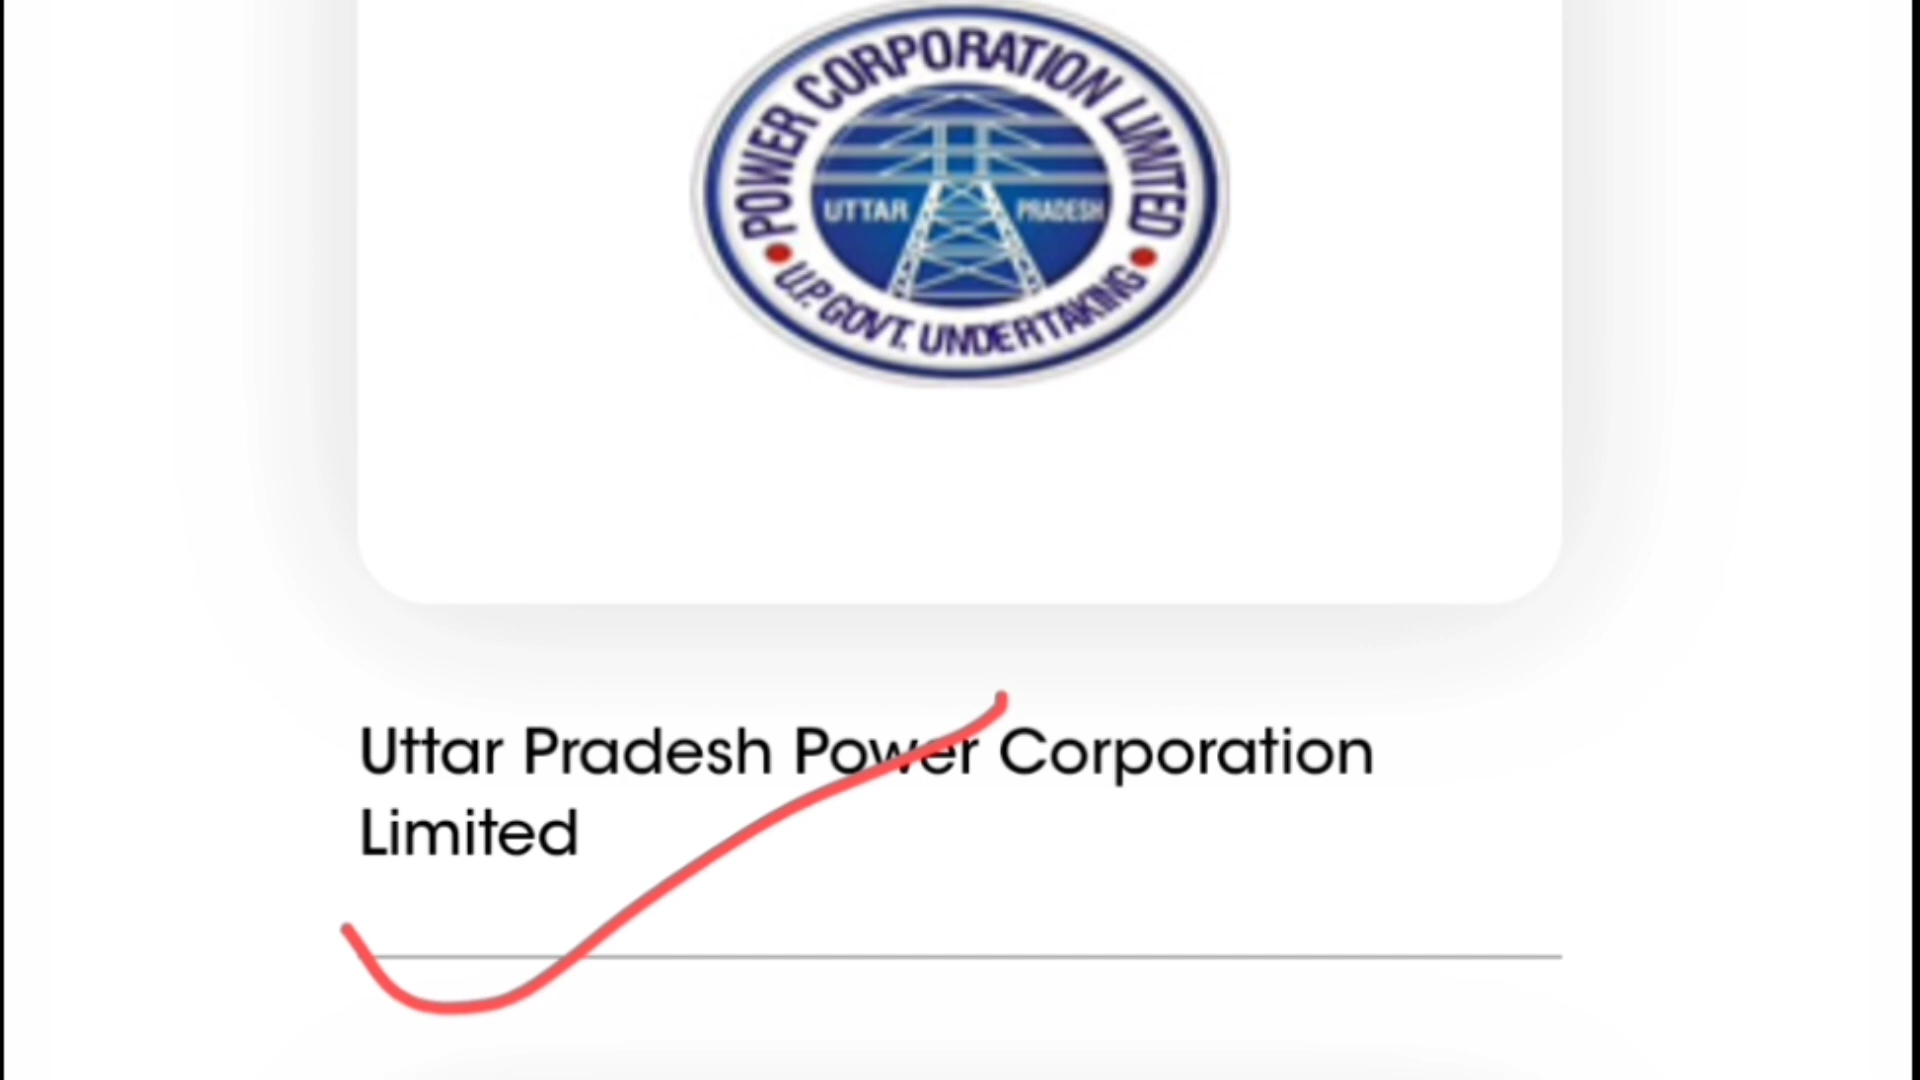 POWER CORPORATION LIMITED
UTTAR PRADESH
U.P. GOVT. UNDERTAKING
Uttar Pradesh Power Corporation
Limited